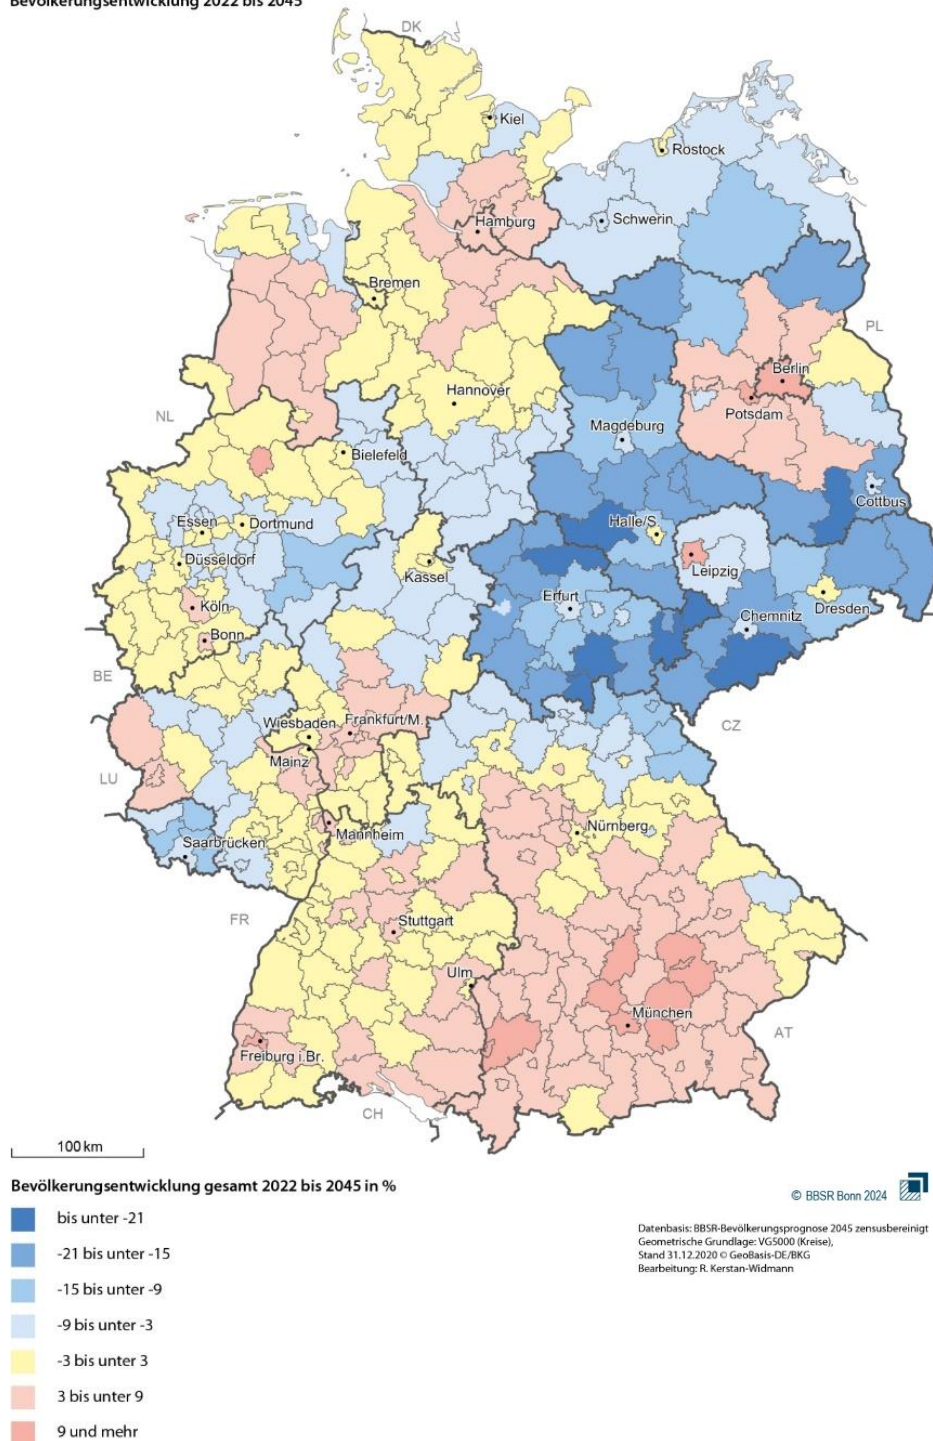 Bevölkerungsentwicklung 2022 bis 2045
DK
Kiel
Rostock
Schwerin
Hamburg
Bremen
PL
Berlin
Hannover
NL
Potsdam
Magdeburg
Bielefeld
Cottbus
Essen
Dortmund
Halle/S.
Düsseldorf
Kassel
Leipzig
Erfurt
Köln
Dresden
Chemnitz
Bonn
BE
Wiesbaden
Frankfurt/M.
CZ
Mainz
LU
Nürnberg
Mannheim
Saarbrücken
FR
Stuttgart
Ulm
München
AT
Freiburg i.Br.
CH
100 km
Bevölkerungsentwicklung gesamt 2022 bis 2045 in %
bis unter -21
-21 bis unter -15
-15 bis unter -9
-9 bis unter -3
-3 bis unter 3
3 bis unter 9
9 und mehr
© BBSR Bonn 2024
Datenbasis: BBSR-Bevölkerungsprognose 2045 zensusbereinigt
Geometrische Grundlage: VG5000 (Kreise),
Stand 31.12.2020 © GeoBasis-DE/BKG
Bearbeitung: R. Kerstan-Widmann